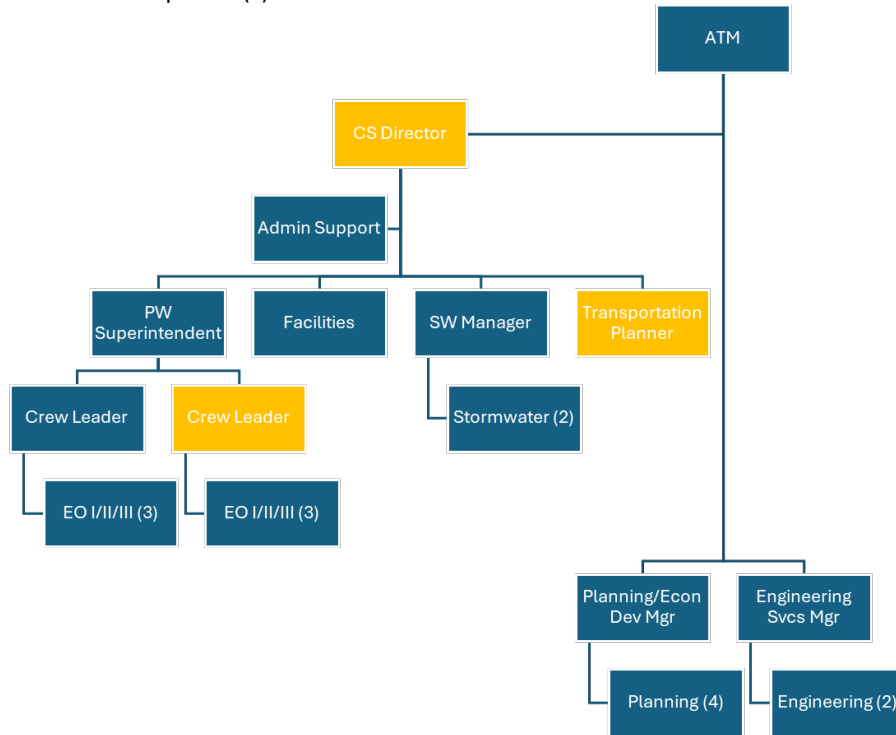 ATM
CS Director
Admin Support
PW
Superintendent
Facilities
SW Manager
Transportation
Planner
Crew Leader
Crew Leader
Stormwater (2)
EO I/II/III (3)
EO I/II/III (3)
Planning/Econ
Dev Mgr
Engineering
Svcs Mgr
Planning (4)
Engineering (2)